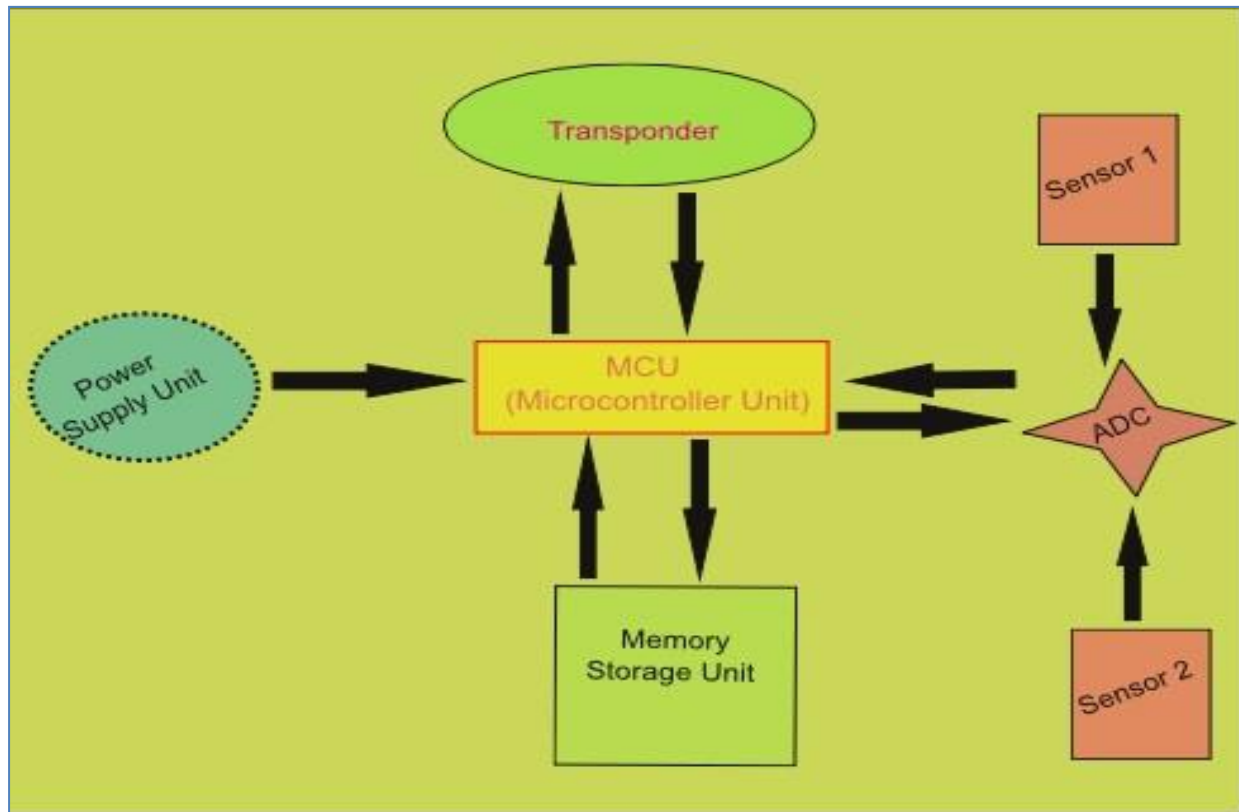 Transponder
Sensor 1
Power
Supply Unit
MCU
(Microcontroller Unit)
ADC
Memory
Storage Unit
Sensor 2